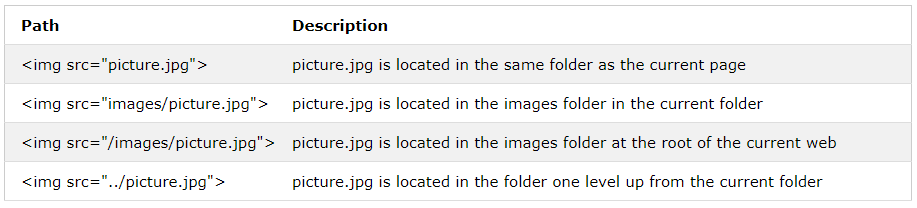 Path Description
<img src="picture.jpg"> picture.jpg is located in the same folder as the current page
<img src="images/picture.jpg"> picture.jpg is located in the images folder in the current folder
<img src="/images/picture.jpg"> picture.jpg is located in the images folder at the root of the current web
<img src="../picture.jpg"> picture.jpg is located in the folder one level up from the current folder